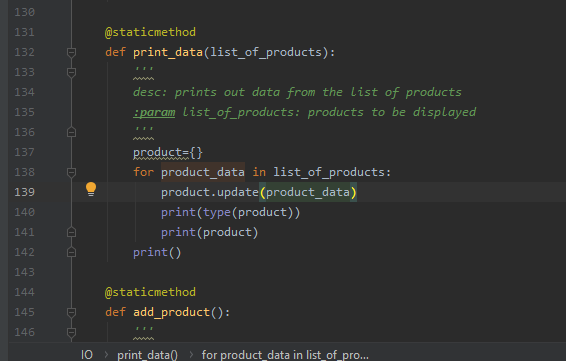 130
131 @staticmethod
132 def print_data(list_of_products):
133 '''
134 desc: prints out data from the list of products
135 :param list_of_products: products to be displayed
136 '''
137 product={}
138 for product_data in list_of_products:
139 product.update(product_data)
140 print(type(product))
141 print(product)
142 print()
143
144 @staticmethod
145 def add_product():
146 '''
IO › print_data() › for product_data in list_of_pro...